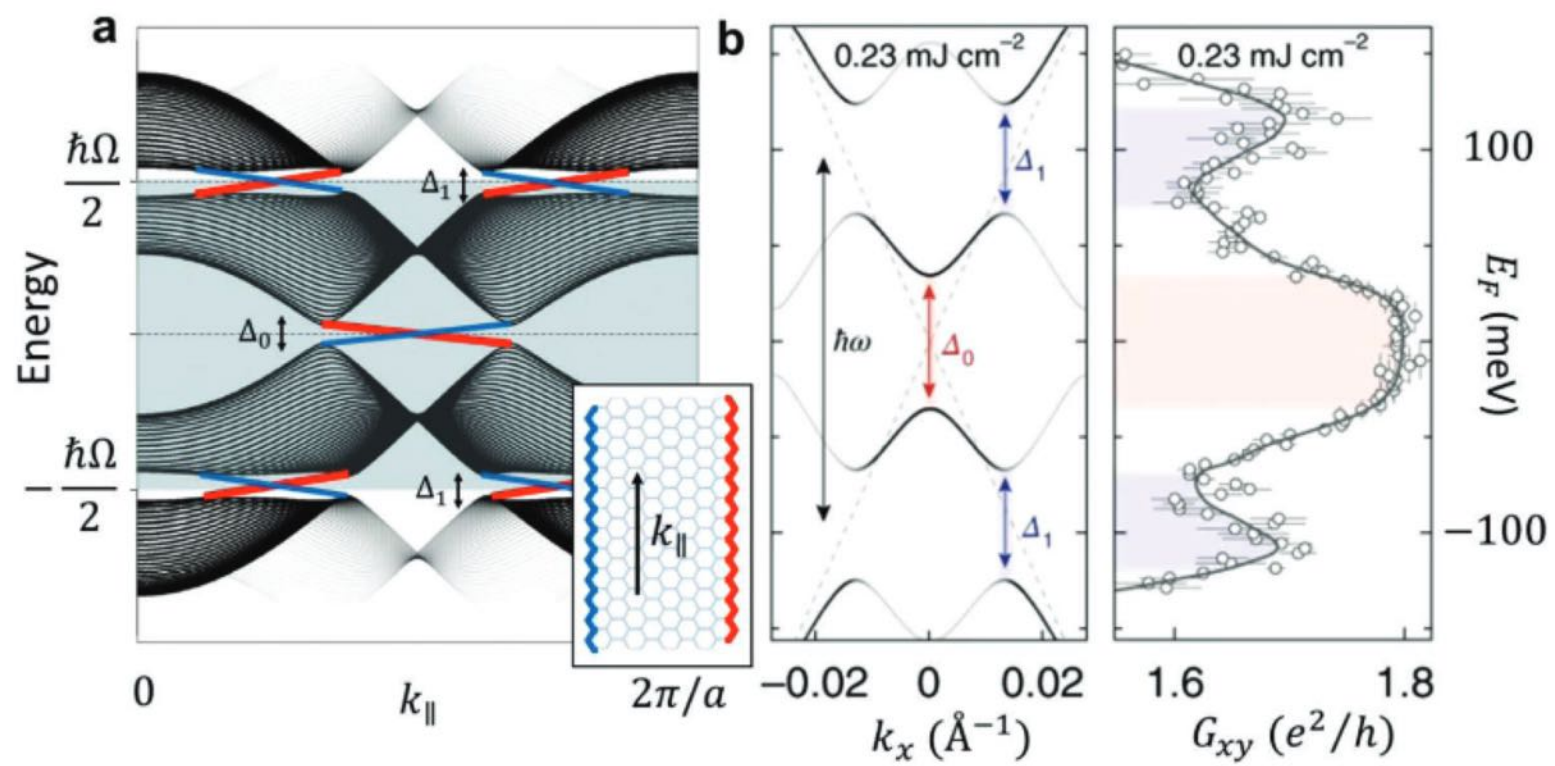 a
Energy
ℏΩ
2
−
ℏΩ
2
Δ₁
Δ₀
Δ₁
k∥
0
k∥
2π/a
b
0.23 mJ cm⁻²
ℏω
Δ₁
Δ₀
Δ₁
−0.02 0 0.02
kₓ (Å⁻¹)
0.23 mJ cm⁻²
100
−100
E_F (meV)
1.6 1.8
G_xy (e²/h)